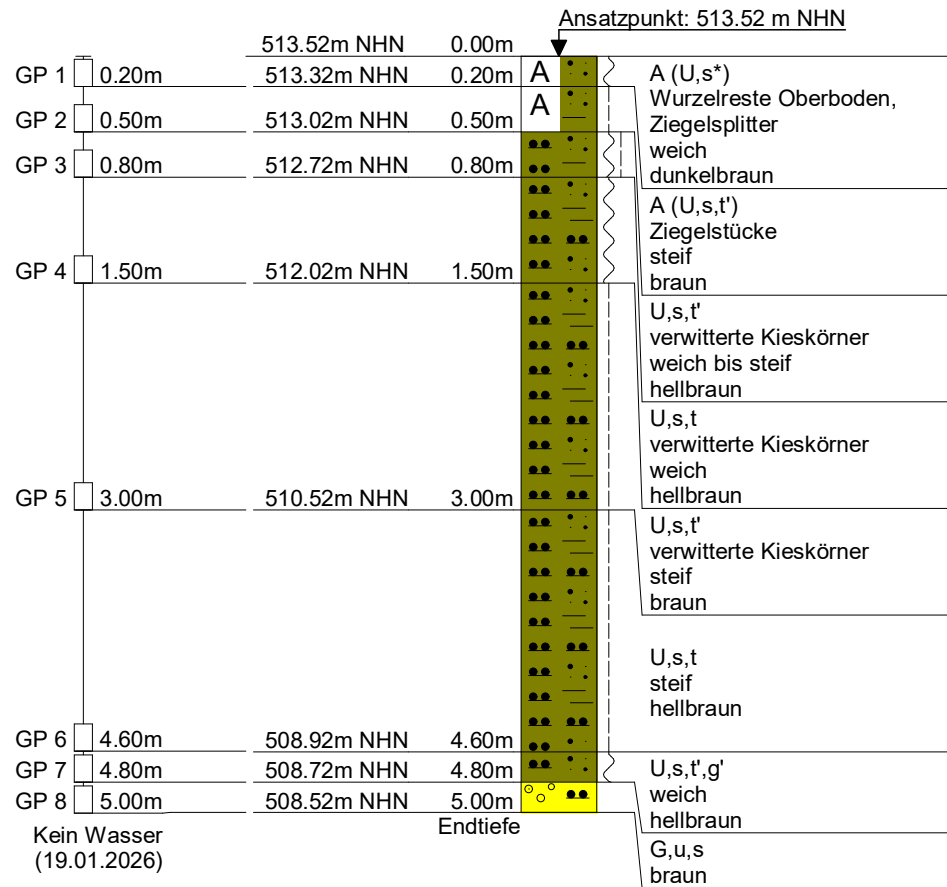 Ansatzpunkt: 513.52 m NHN
513.52m NHN 0.00m
GP 1 0.20m 513.32m NHN 0.20m
GP 2 0.50m 513.02m NHN 0.50m
GP 3 0.80m 512.72m NHN 0.80m
GP 4 1.50m 512.02m NHN 1.50m
GP 5 3.00m 510.52m NHN 3.00m
GP 6 4.60m 508.92m NHN 4.60m
GP 7 4.80m 508.72m NHN 4.80m
GP 8 5.00m 508.52m NHN 5.00m
Endtiefe
Kein Wasser
(19.01.2026)
A
A
A (U,s*)
Wurzelreste Oberboden,
Ziegelsplitter
weich
dunkelbraun
A (U,s,t')
Ziegelstücke
steif
braun
U,s,t'
verwitterte Kieskörner
weich bis steif
hellbraun
U,s,t
verwitterte Kieskörner
weich
hellbraun
U,s,t'
verwitterte Kieskörner
steif
braun
U,s,t
steif
hellbraun
U,s,t',g'
weich
hellbraun
G,u,s
braun